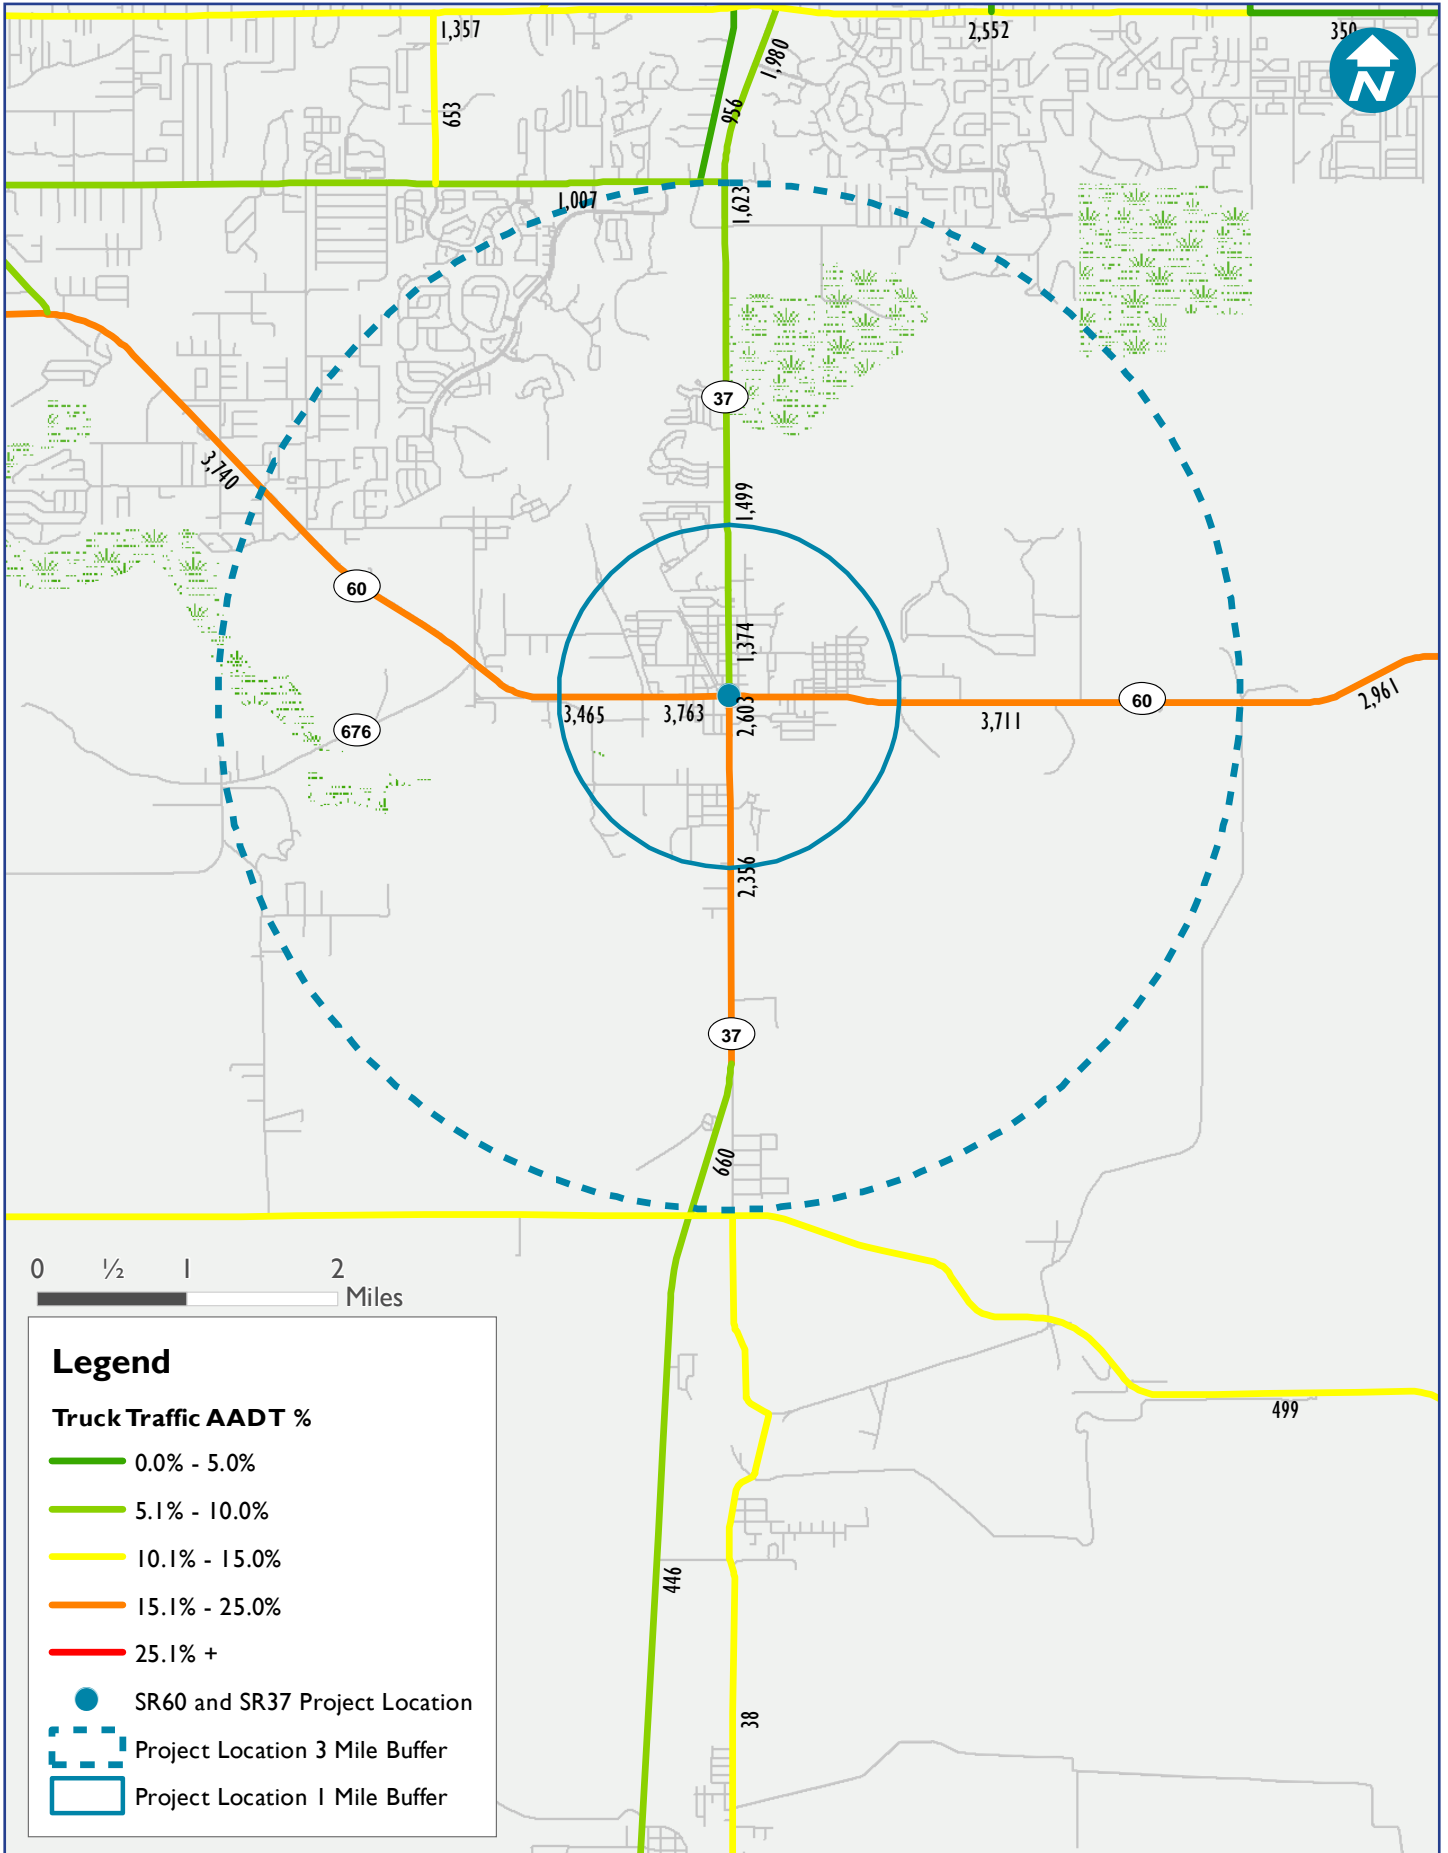 1,357
2,552
350
N
1,980
956
653
1,007
1,623
37
3,740
1,499
60
1,374
676
3,465
3,763
2,603
3,711
60
2,961
2,356
37
660
0 ½ 1 2
Miles
499
446
38
Legend
Truck Traffic AADT %
0.0% - 5.0%
5.1% - 10.0%
10.1% - 15.0%
15.1% - 25.0%
25.1% +
SR60 and SR37 Project Location
Project Location 3 Mile Buffer
Project Location 1 Mile Buffer